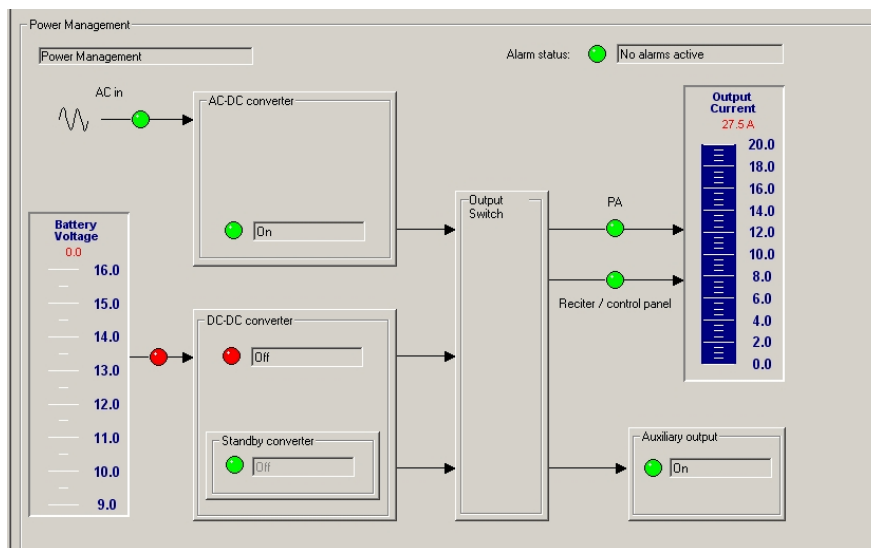 Power Management
Power Management
Alarm status:
No alarms active
AC in
AC-DC converter
On
Battery
Voltage
0.0
16.0
15.0
14.0
13.0
12.0
11.0
10.0
9.0
DC-DC converter
Off
Standby converter
Off
Output
Switch
PA
Reciter / control panel
Output
Current
27.5 A
20.0
18.0
16.0
14.0
12.0
10.0
8.0
6.0
4.0
2.0
0.0
Auxiliary output
On